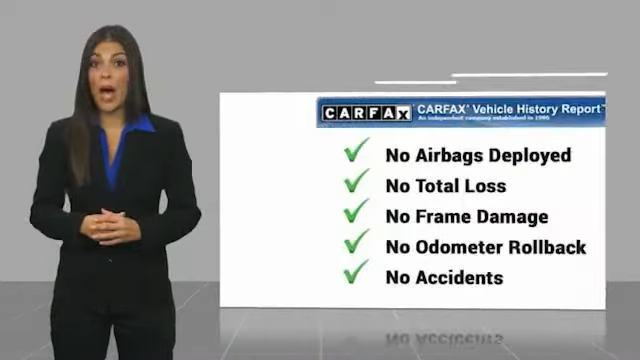 CARFAX CARFAX Vehicle History Report™
An independent company established in 1986
No Airbags Deployed
No Total Loss
No Frame Damage
No Odometer Rollback
No Accidents